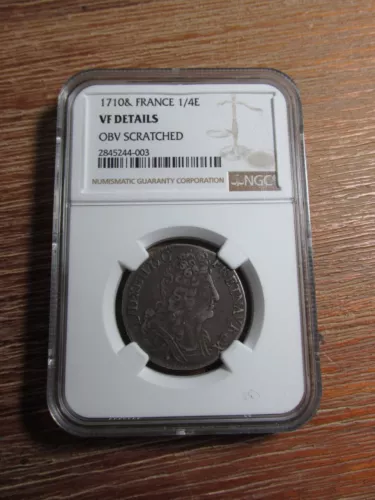 1710& FRANCE 1/4E
VF DETAILS
OBV SCRATCHED
2845244-003
NUMISMATIC GUARANTY CORPORATION
NGC